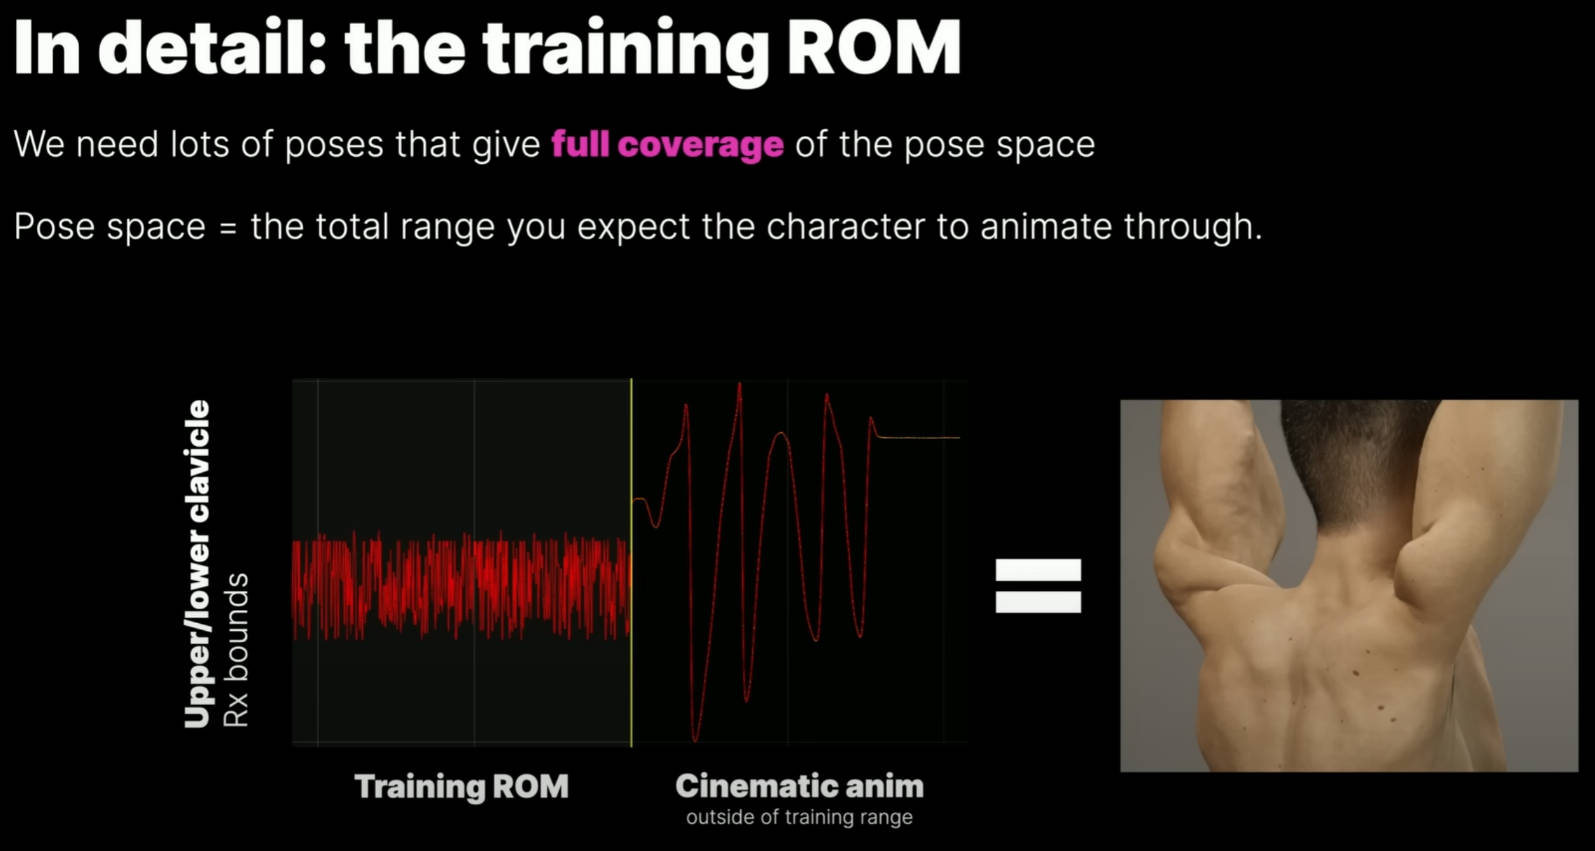 In detail: the training ROM
We need lots of poses that give full coverage of the pose space
Pose space = the total range you expect the character to animate through.
Upper/lower clavicle
Rx bounds
Training ROM
Cinematic anim
outside of training range